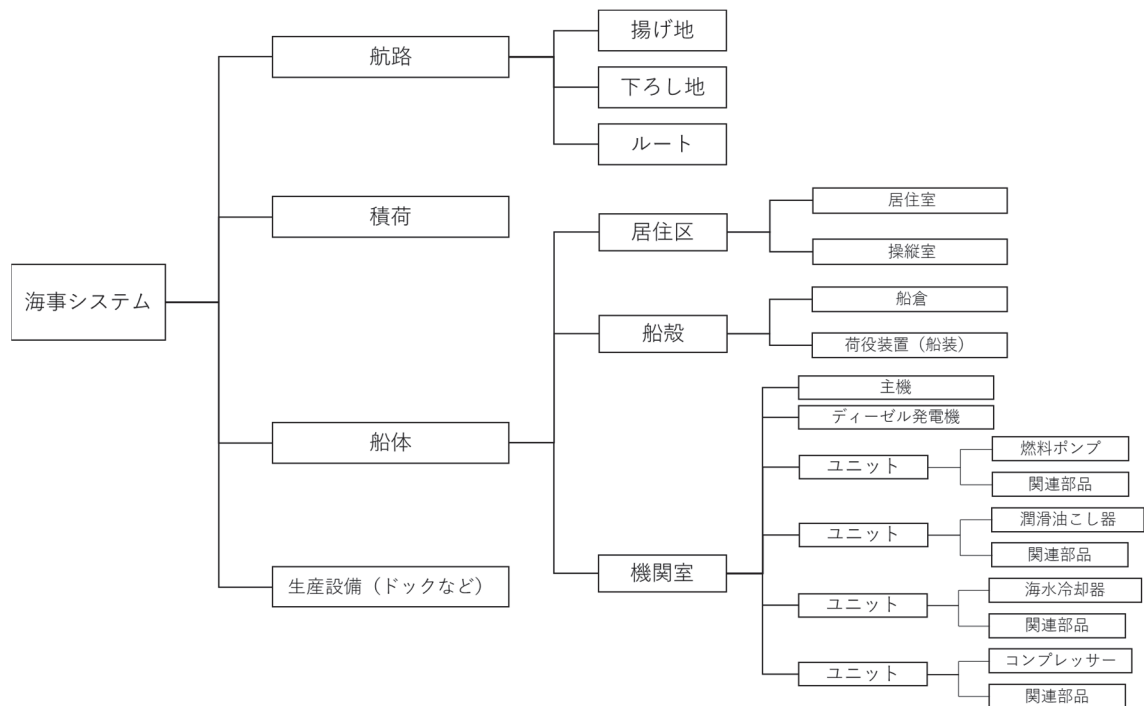 海事システム
航路
揚げ地
下ろし地
ルート
積荷
船体
居住区
居住室
操縦室
船殻
船倉
荷役装置（船装）
機関室
主機
ディーゼル発電機
ユニット
燃料ポンプ
関連部品
ユニット
潤滑油こし器
関連部品
ユニット
海水冷却器
関連部品
ユニット
コンプレッサー
関連部品
生産設備（ドックなど）